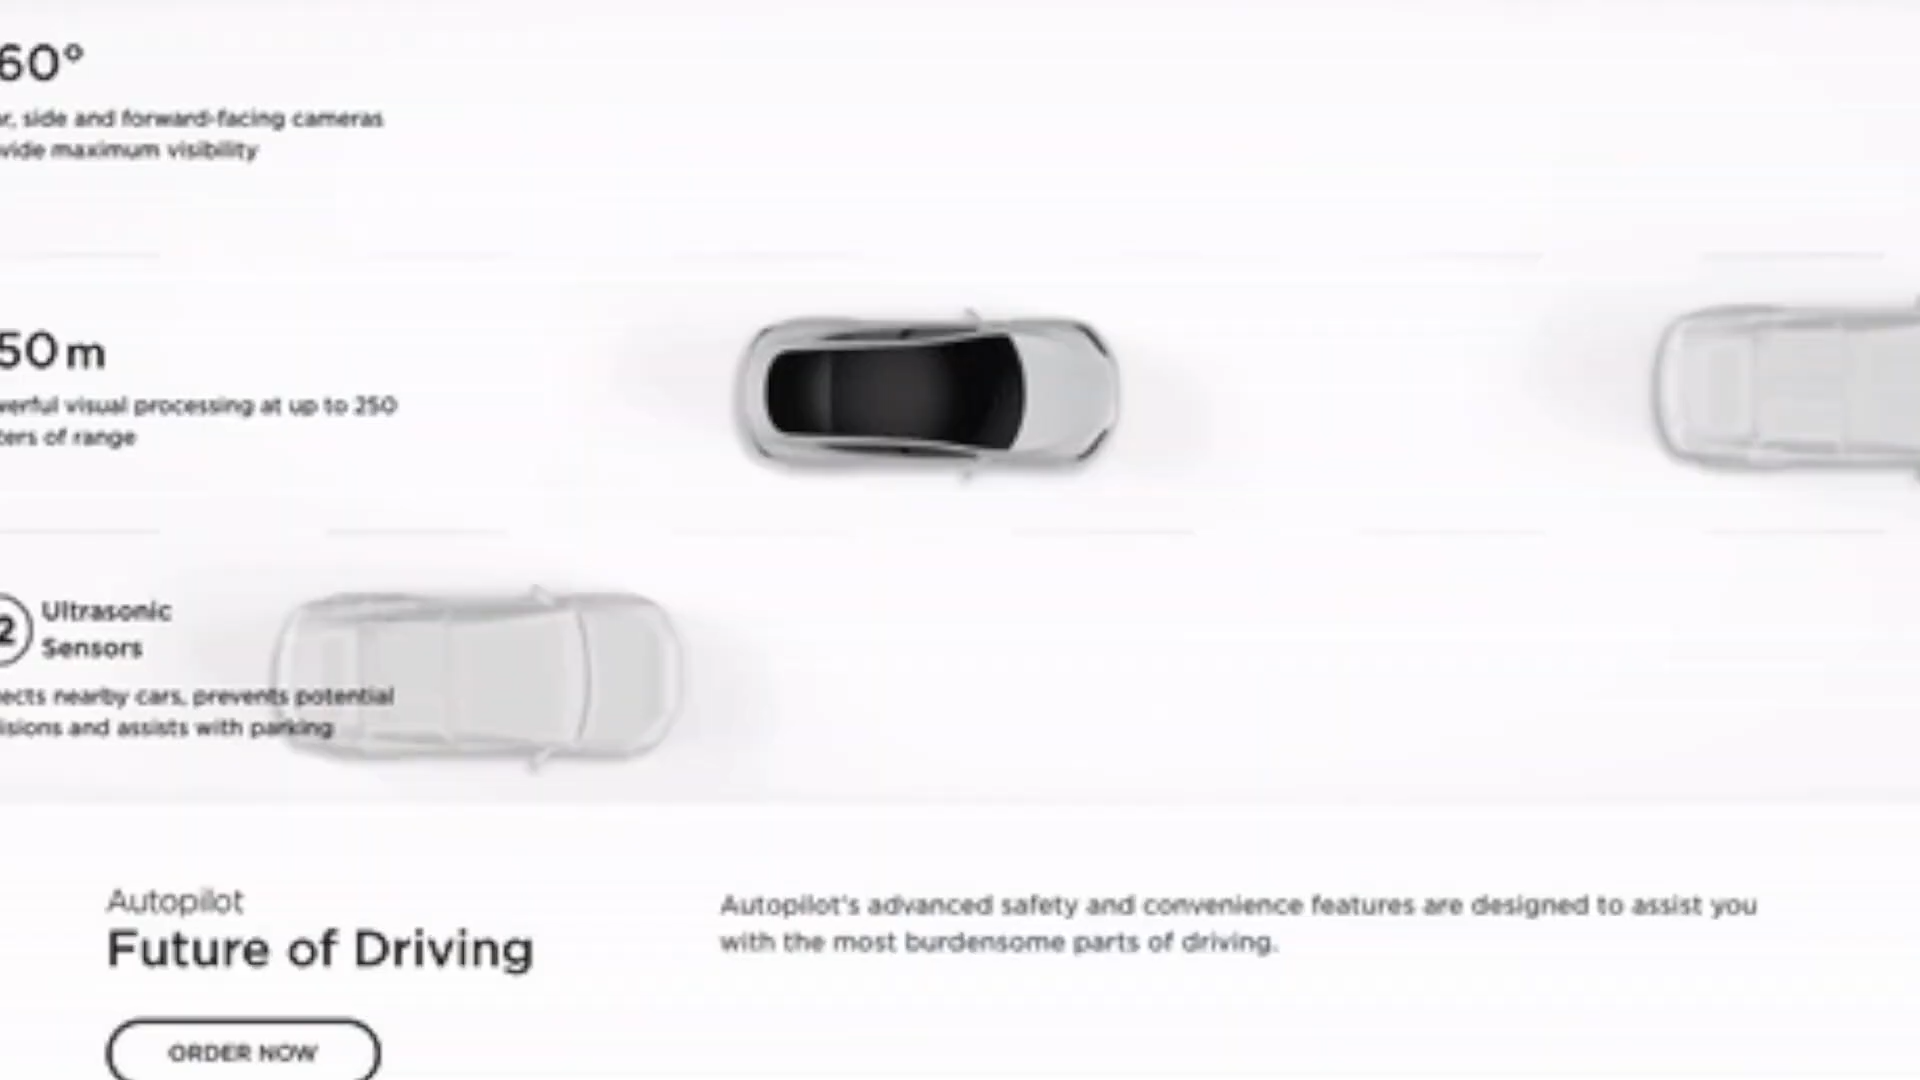 60°
r, side and forward-facing cameras
vide maximum visibility
50 m
werful visual processing at up to 250
ters of range
2
Ultrasonic
Sensors
ects nearby cars, prevents potential
isions and assists with parking
Autopilot
Future of Driving
Autopilot's advanced safety and convenience features are designed to assist you
with the most burdensome parts of driving.
ORDER NOW